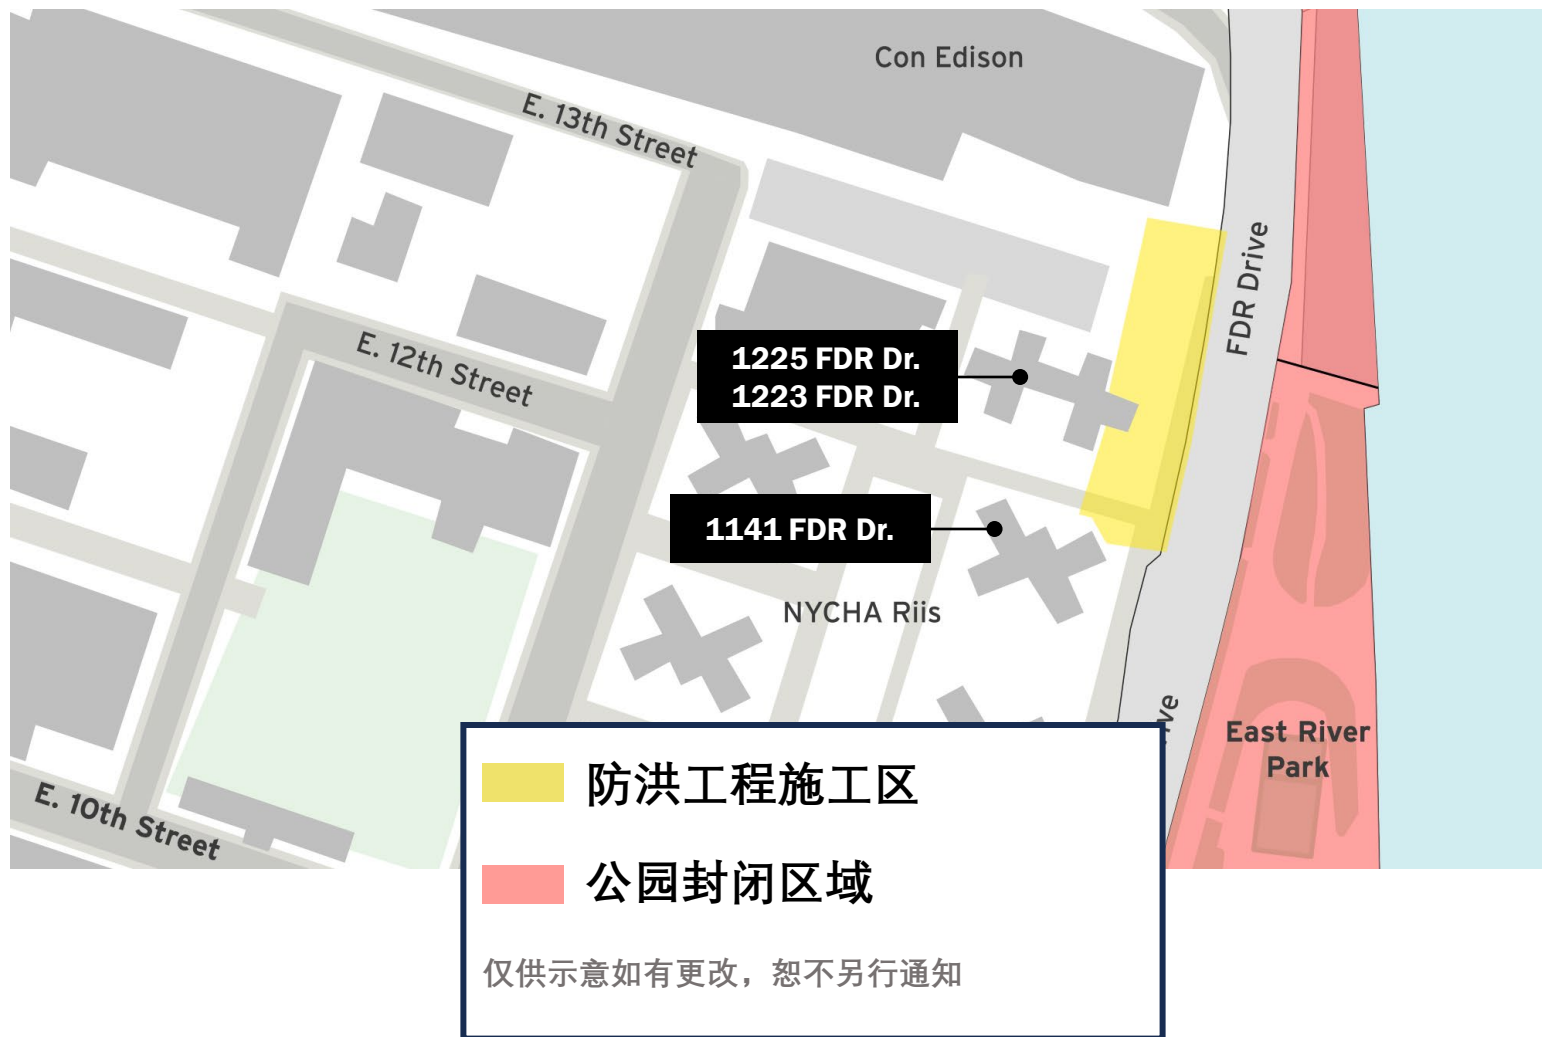 Con Edison
E. 13th Street
FDR Drive
E. 12th Street
1225 FDR Dr.
1223 FDR Dr.
1141 FDR Dr.
NYCHA Riis
East River
Park
E. 10th Street
防洪工程施工区
公园封闭区域
仅供示意如有更改，恕不另行通知